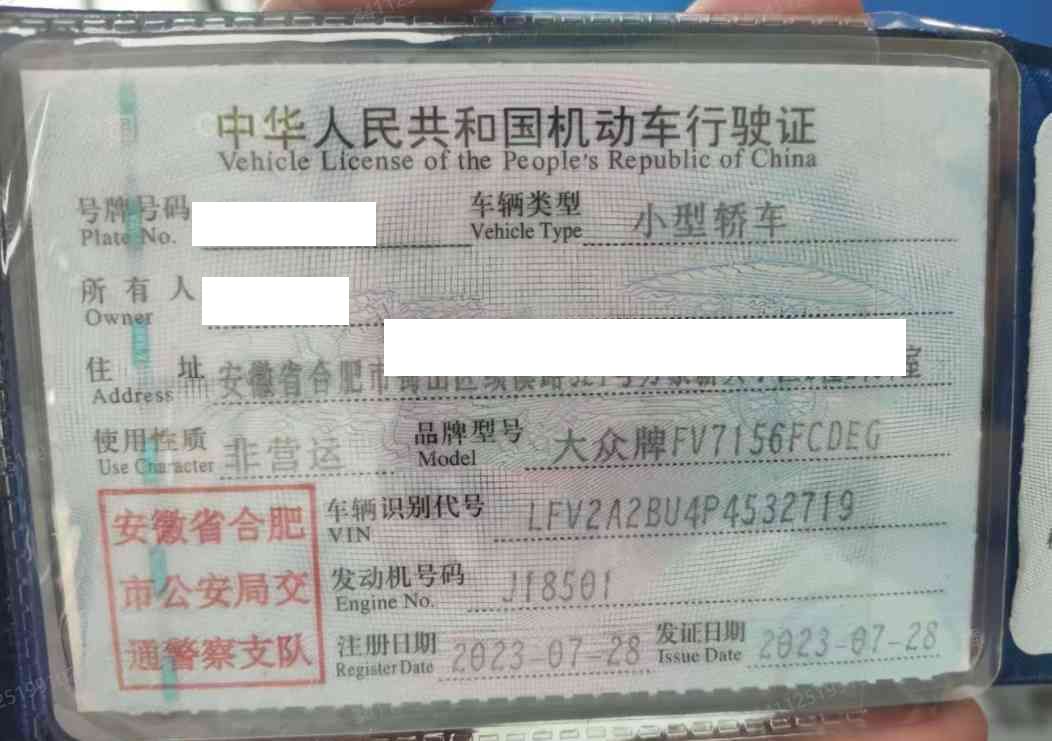 中华人民共和国机动车行驶证
Vehicle License of the People's Republic of China
号牌号码 车辆类型 小型轿车
Plate No. Vehicle Type
所有人
Owner
住址 安徽省合肥市 室
Address
使用性质 非营运 品牌型号 大众牌FV7156FCDEG
Use Character Model
安徽省合肥
市公安局交
通警察支队
车辆识别代号 LFV2A2BU4P4532719
VIN
发动机号码 J18501
Engine No.
注册日期 2023-07-28 发证日期 2023-07-28
Register Date Issue Date